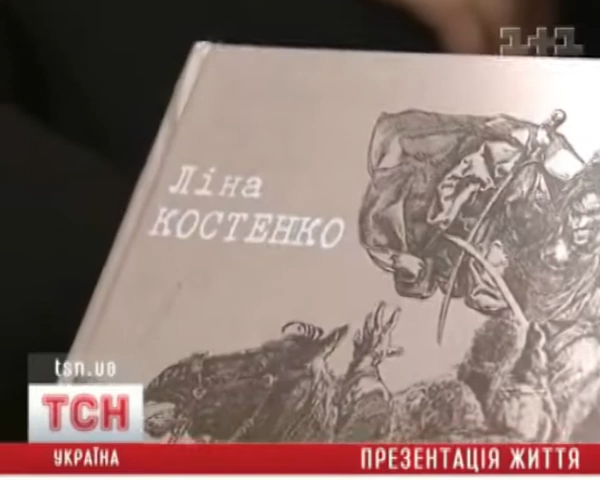 1+1
Ліна
КОСТЕНКО
tsn.ua
ТСН
УКРАЇНА
ПРЕЗЕНТАЦІЯ ЖИТТЯ